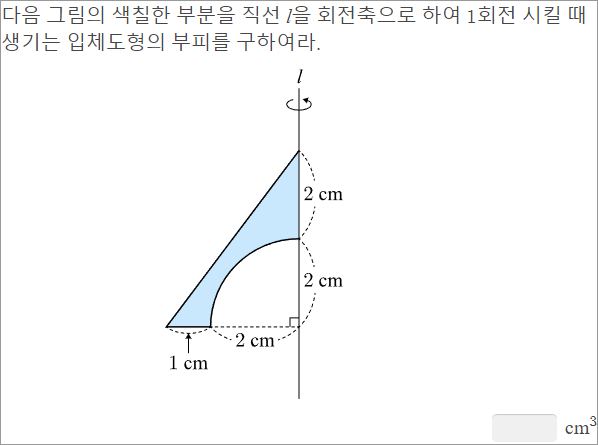 다음 그림의 색칠한 부분을 직선 l을 회전축으로 하여 1회전 시킬 때
생기는 입체도형의 부피를 구하여라.
l
2 cm
2 cm
2 cm
1 cm
cm³